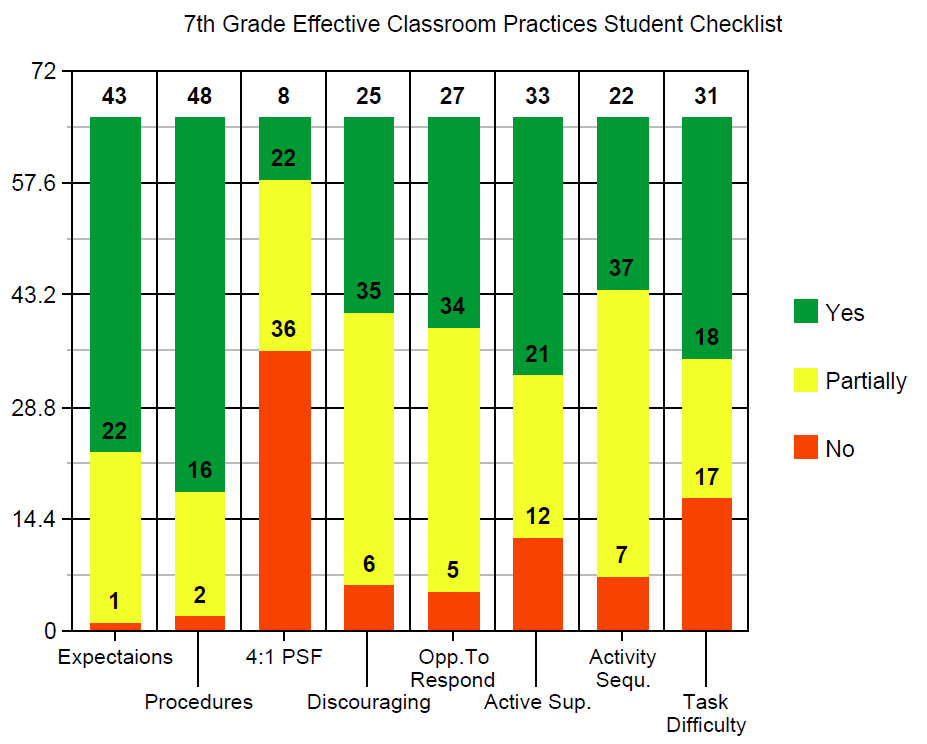 7th Grade Effective Classroom Practices Student Checklist
72
43 48 8 25 27 33 22 31
22
57.6
37
43.2
35
34
36
18
Yes
21
Partially
28.8
22
No
16
17
14.4
12
6
5
7
1
2
0
Expectaions 4:1 PSF Opp.To Activity
Respond Sequ.
Procedures Discouraging Active Sup. Task
Difficulty